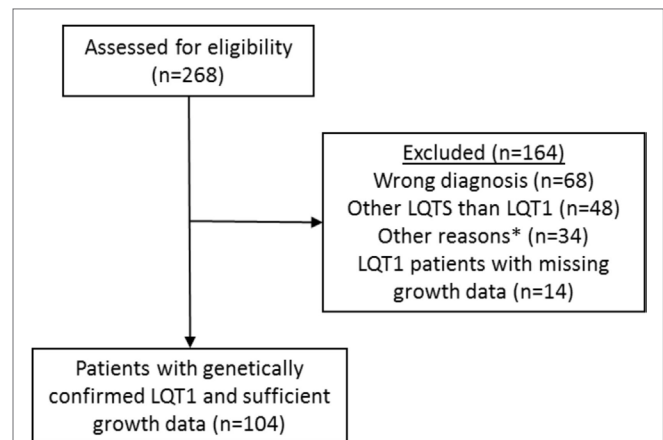 Assessed for eligibility
(n=268)
Excluded (n=164)
Wrong diagnosis (n=68)
Other LQTS than LQT1 (n=48)
Other reasons* (n=34)
LQT1 patients with missing
growth data (n=14)
Patients with genetically
confirmed LQT1 and sufficient
growth data (n=104)